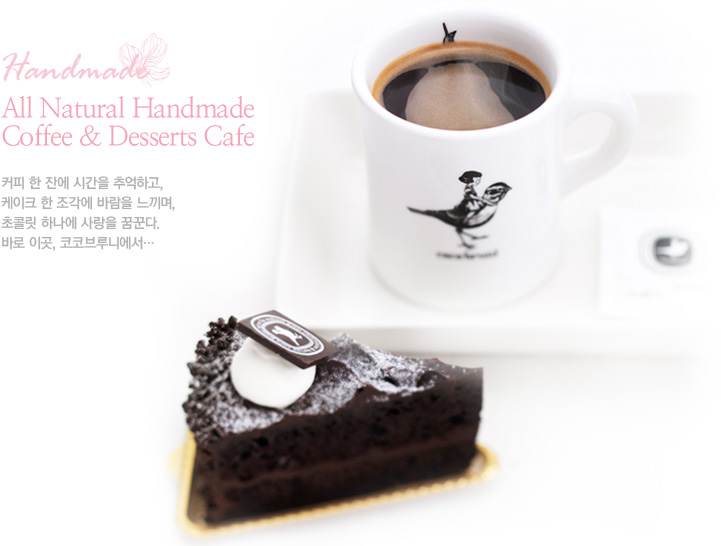 Handmade
All Natural Handmade
Coffee & Desserts Cafe
커피 한 잔에 시간을 추억하고,
케이크 한 조각에 바람을 느끼며,
초콜릿 하나에 사랑을 꿈꾼다.
바로 이곳, 코코브루니에서…